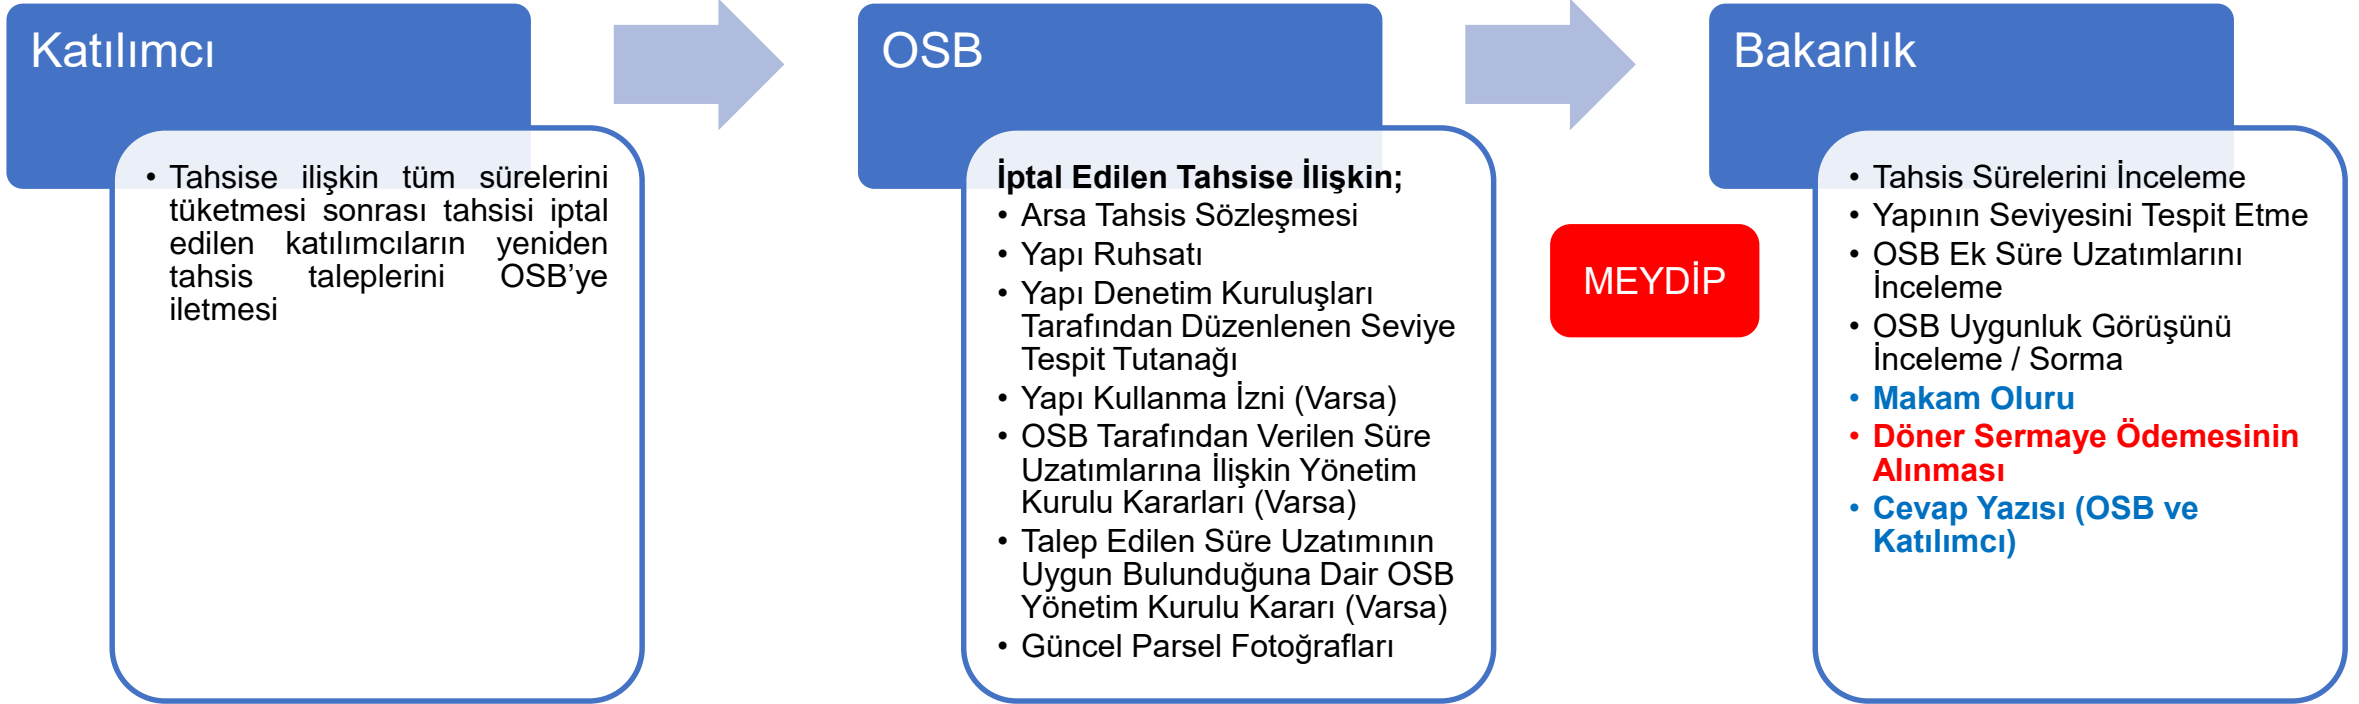 Katılımcı
• Tahsise ilişkin tüm sürelerini
tüketmesi sonrası tahsisi iptal
edilen katılımcıların yeniden
tahsis taleplerini OSB’ye
iletmesi
OSB
İptal Edilen Tahsise İlişkin;
• Arsa Tahsis Sözleşmesi
• Yapı Ruhsatı
• Yapı Denetim Kuruluşları
Tarafından Düzenlenen Seviye
Tespit Tutanağı
• Yapı Kullanma İzni (Varsa)
• OSB Tarafından Verilen Süre
Uzatımlarına İlişkin Yönetim
Kurulu Kararları (Varsa)
• Talep Edilen Süre Uzatımının
Uygun Bulunduğuna Dair OSB
Yönetim Kurulu Kararı (Varsa)
• Güncel Parsel Fotoğrafları
MEYDİP
Bakanlık
• Tahsis Sürelerini İnceleme
• Yapının Seviyesini Tespit Etme
• OSB Ek Süre Uzatımlarını
İnceleme
• OSB Uygunluk Görüşünü
İnceleme / Sorma
• Makam Oluru
• Döner Sermaye Ödemesinin
Alınması
• Cevap Yazısı (OSB ve
Katılımcı)